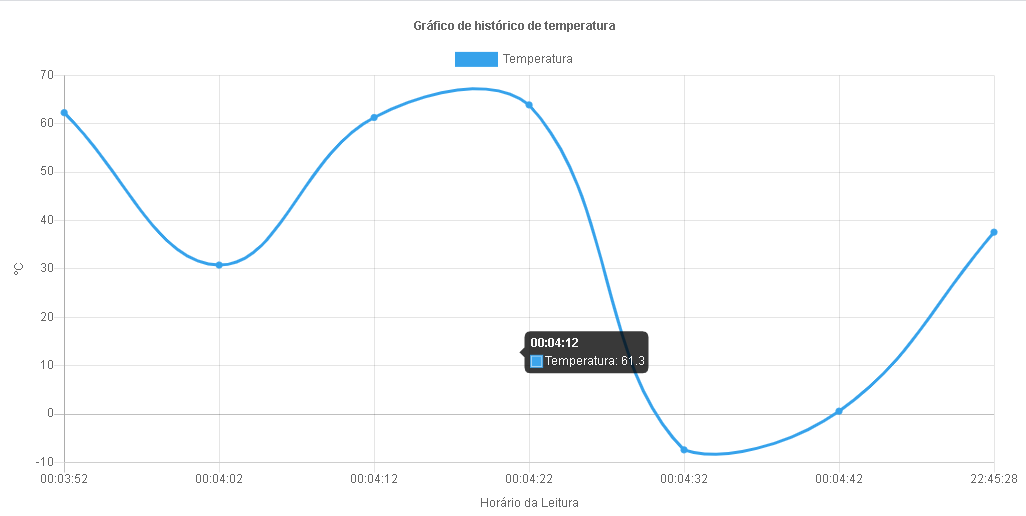 Gráfico de histórico de temperatura
Temperatura
70
60
50
40
30
20
10
0
-10
°C
00:04:12
Temperatura: 61.3
00:03:52 00:04:02 00:04:12 00:04:22 00:04:32 00:04:42 22:45:28
Horário da Leitura